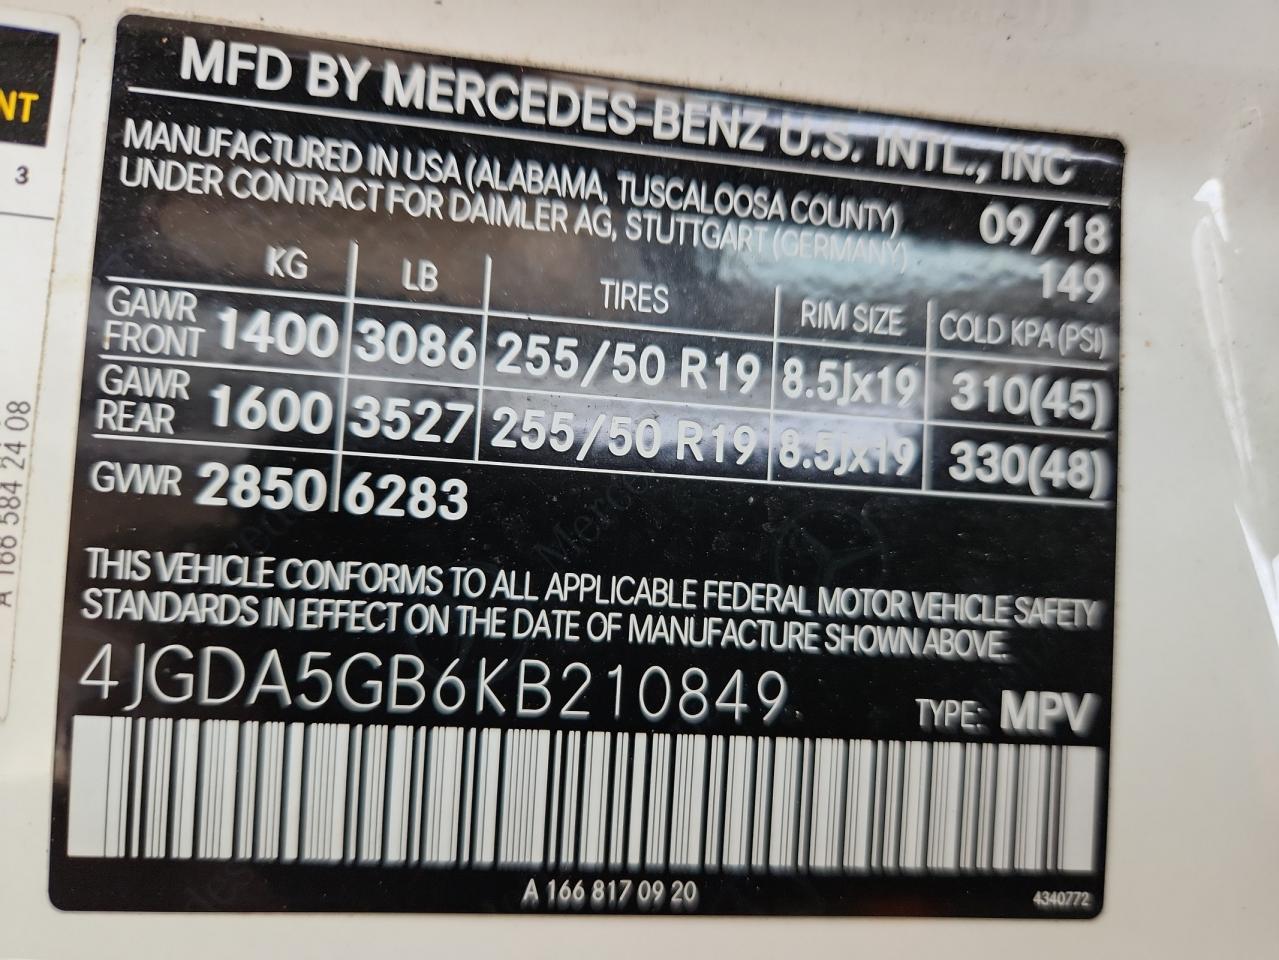 NT
3
A 166 584 24 08
MFD BY MERCEDES-BENZ U.S. INTL., INC
MANUFACTURED IN USA (ALABAMA, TUSCALOOSA COUNTY) 09/18
UNDER CONTRACT FOR DAIMLER AG, STUTTGART (GERMANY) 149
KG LB TIRES RIM SIZE COLD KPA (PSI)
GAWR FRONT 1400 3086 255/50 R19 8.5Jx19 310(45)
GAWR REAR 1600 3527 255/50 R19 8.5Jx19 330(48)
GVWR 2850 6283
THIS VEHICLE CONFORMS TO ALL APPLICABLE FEDERAL MOTOR VEHICLE SAFETY
STANDARDS IN EFFECT ON THE DATE OF MANUFACTURE SHOWN ABOVE.
4JGDA5GB6KB210849 TYPE: MPV
A 166 817 09 20
4340772